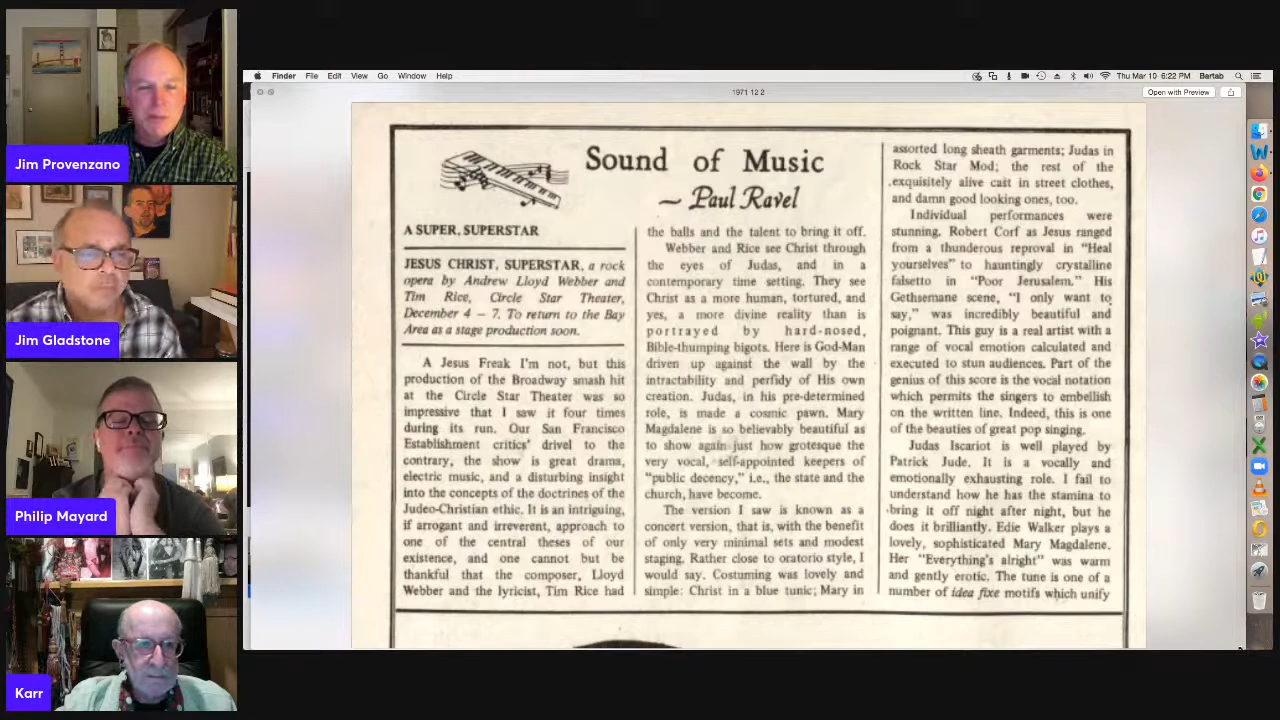 Jim Provenzano
Jim Gladstone
Philip Mayard
Karr
Finder File Edit View Go Window Help
Thu Mar 10 6:22 PM Bartab
1971 12 2
Open with Preview
Sound of Music
~ Paul Ravel
A SUPER, SUPERSTAR
JESUS CHRIST, SUPERSTAR, a rock
opera by Andrew Lloyd Webber and
Tim Rice, Circle Star Theater,
December 4 – 7. To return to the Bay
Area as a stage production soon.
A Jesus Freak I'm not, but this
production of the Broadway smash hit
at the Circle Star Theater was so
impressive that I saw it four times
during its run. Our San Francisco
Establishment critics' drivel to the
contrary, the show is great drama,
electric music, and a disturbing insight
into the concepts of the doctrines of the
Judeo-Christian ethic. It is an intriguing,
if arrogant and irreverent, approach to
one of the central theses of our
existence, and one cannot but be
thankful that the composer, Lloyd
Webber and the lyricist, Tim Rice had
the balls and the talent to bring it off.
Webber and Rice see Christ through
the eyes of Judas, and in a
contemporary time setting. They see
Christ as a more human, tortured, and
yes, a more divine reality than is
portrayed by hard-nosed,
Bible-thumping bigots. Here is God-Man
driven up against the wall by the
intractability and perfidy of His own
creation. Judas, in his pre-determined
role, is made a cosmic pawn. Mary
Magdalene is so believably beautiful as
to show again just how grotesque the
very vocal, self-appointed keepers of
"public decency," i.e., the state and the
church, have become.
The version I saw is known as a
concert version, that is, with the benefit
of only very minimal sets and modest
staging. Rather close to oratorio style, I
would say. Costuming was lovely and
simple: Christ in a blue tunic; Mary in
assorted long sheath garments; Judas in
Rock Star Mod; the rest of the
exquisitely alive cast in street clothes,
and damn good looking ones, too.
Individual performances were
stunning. Robert Corf as Jesus ranged
from a thunderous reproval in "Heal
yourselves" to hauntingly crystalline
falsetto in "Poor Jerusalem." His
Gethsemane scene, "I only want to
say," was incredibly beautiful and
poignant. This guy is a real artist with a
range of vocal emotion calculated and
executed to stun audiences. Part of the
genius of this score is the vocal notation
which permits the singers to embellish
on the written line. Indeed, this is one
of the beauties of great pop singing.
Judas Iscariot is well played by
Patrick Jude. It is a vocally and
emotionally exhausting role. I fail to
understand how he has the stamina to
bring it off night after night, but he
does it brilliantly. Edie Walker plays a
lovely, sophisticated Mary Magdalene.
Her "Everything's alright" was warm
and gently erotic. The tune is one of a
number of idea fixe motifs which unify